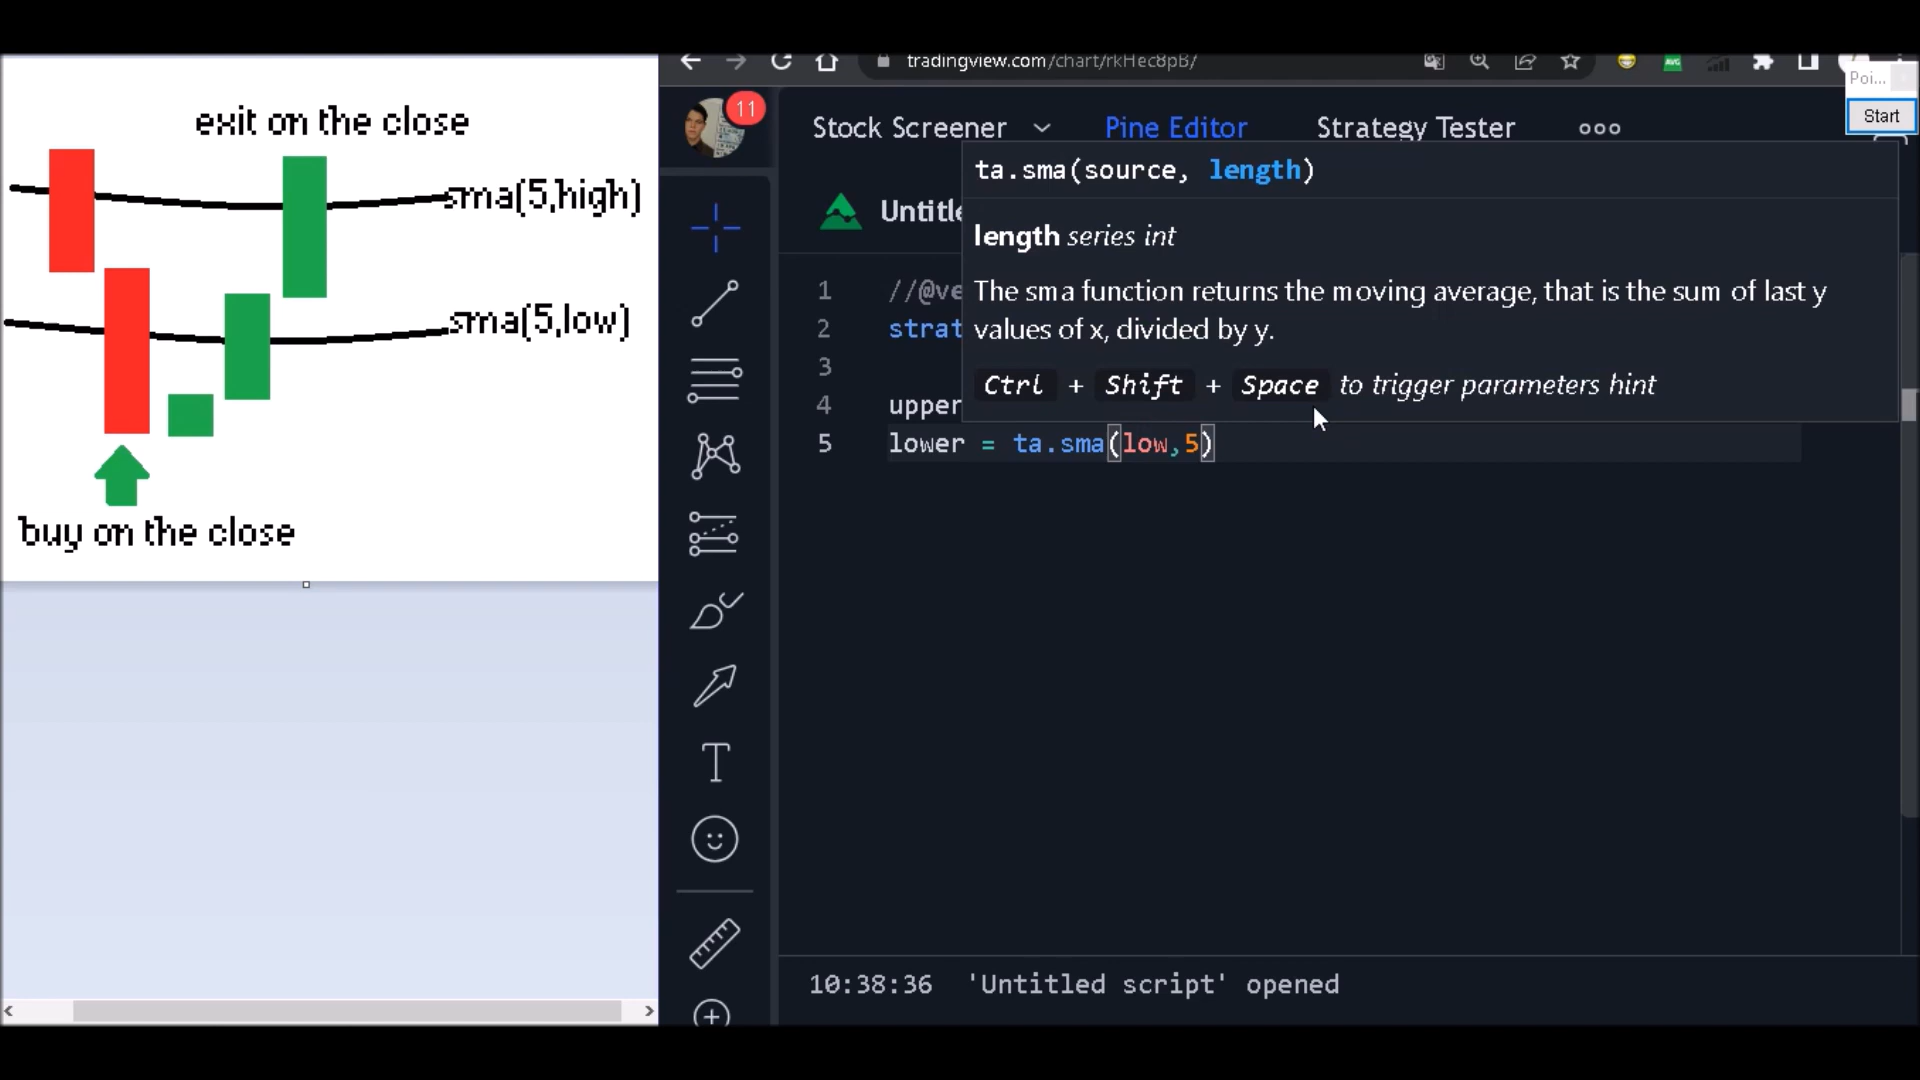 exit on the close
sma(5,high)
sma(5,low)
buy on the close
tradingview.com/chart/rkHec8pB/
Poi...
Start
11
Stock Screener
Pine Editor
Strategy Tester
ta.sma(source, length)
Untitle
length series int
The sma function returns the moving average, that is the sum of last y
values of x, divided by y.
Ctrl + Shift + Space to trigger parameters hint
1 //@ve
2 strat
3
4 upper
5 lower = ta.sma(low,5)
10:38:36 'Untitled script' opened